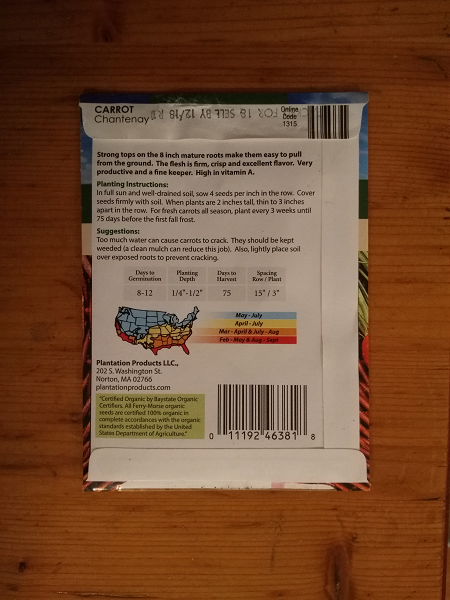 CARROT
Chantenay
FOR 18 SELL BY 12/18
Online
Code
1315
Strong tops on the 8 inch mature roots make them easy to pull
from the ground. The flesh is firm, crisp and excellent flavor. Very
productive and a fine keeper. High in vitamin A.
Planting Instructions:
In full sun and well-drained soil, sow 4 seeds per inch in the row. Cover
seeds firmly with soil. When plants are 2 inches tall, thin to 3 inches
apart in the row. For fresh carrots all season, plant every 3 weeks until
75 days before the first fall frost.
Suggestions:
Too much water can cause carrots to crack. They should be kept
weeded (a clean mulch can reduce this job). Also, lightly place soil
over exposed roots to prevent cracking.
Days to Planting Days to Spacing
Germination Depth Harvest Row / Plant
8-12 1/4"-1/2" 75 15" / 3"
May - July
April - July
Mar - April & July - Aug
Feb - May & Aug - Sept
Plantation Products LLC.,
202 S. Washington St.
Norton, MA 02766
plantationproducts.com
"Certified Organic by Baystate Organic
Certifiers. All Ferry-Morse organic
seeds are certified 100% organic in
complete accordance with the organic
standards established by the United
States Department of Agriculture."
0 11192 46381 8